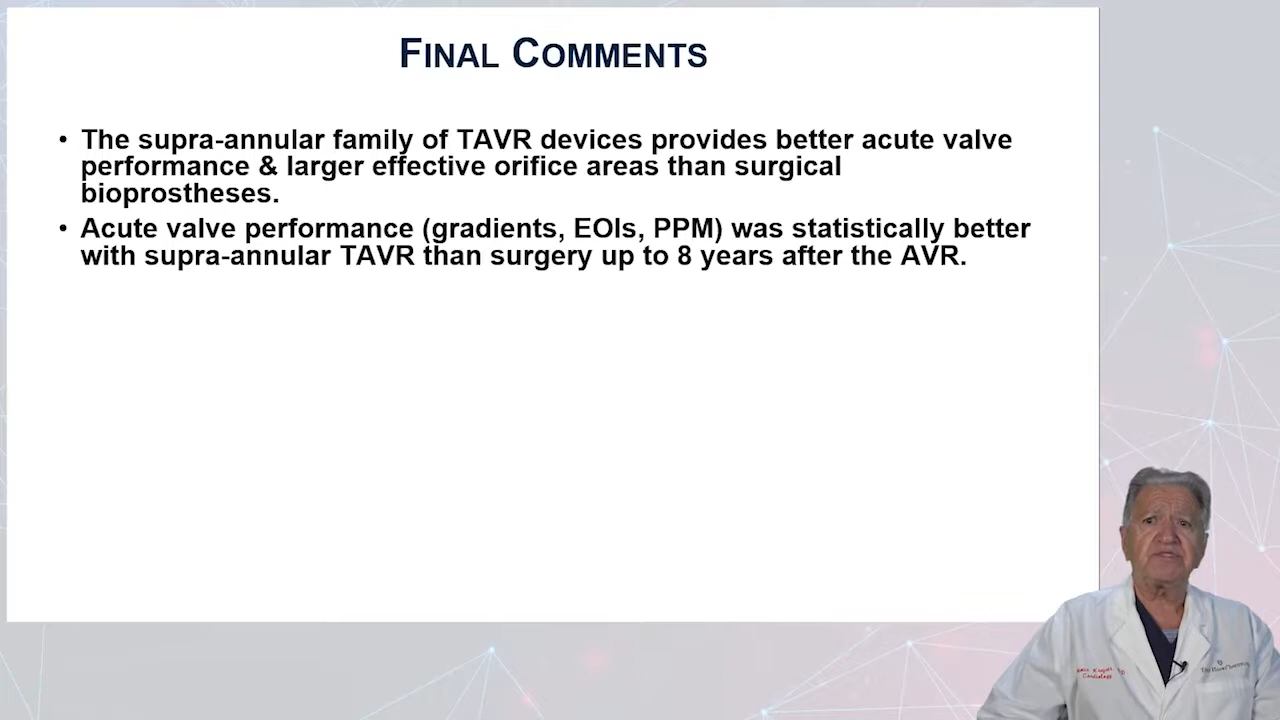 FINAL COMMENTS
• The supra-annular family of TAVR devices provides better acute valve
performance & larger effective orifice areas than surgical
bioprostheses.
• Acute valve performance (gradients, EOIs, PPM) was statistically better
with supra-annular TAVR than surgery up to 8 years after the AVR.
Cardiology